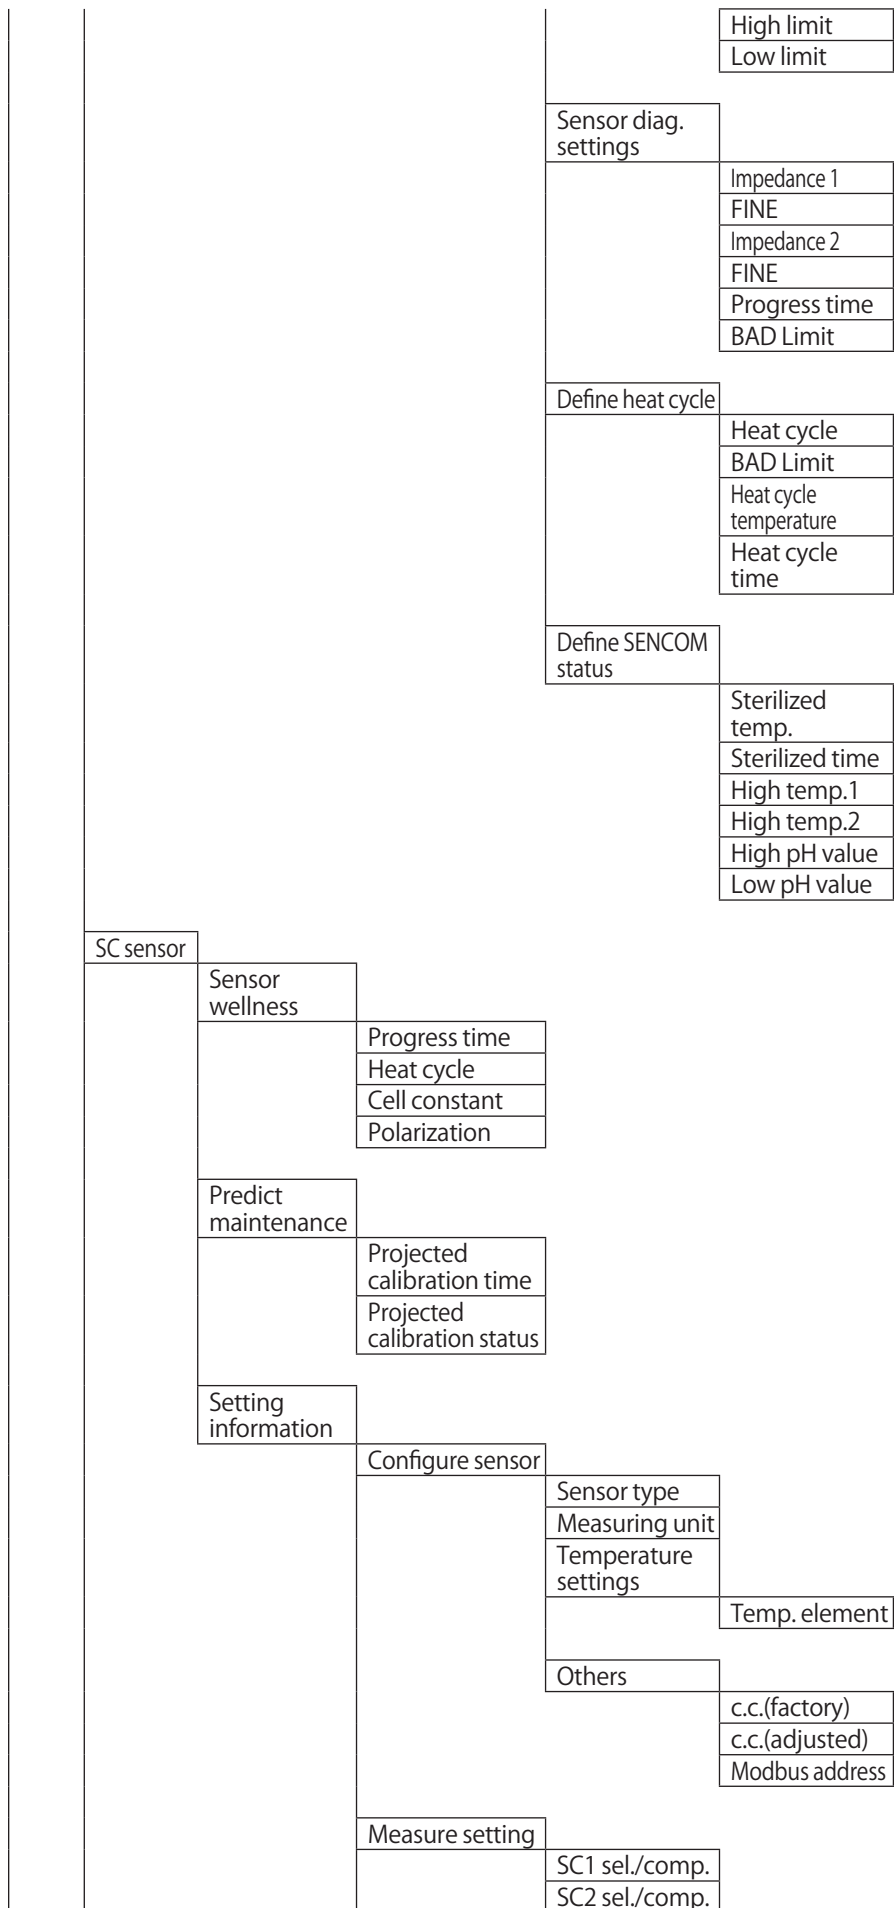 High limit
Low limit
Sensor diag.
settings
Impedance 1
FINE
Impedance 2
FINE
Progress time
BAD Limit
Define heat cycle
Heat cycle
BAD Limit
Heat cycle
temperature
Heat cycle
time
Define SENCOM
status
Sterilized
temp.
Sterilized time
High temp.1
High temp.2
High pH value
Low pH value
SC sensor
Sensor
wellness
Progress time
Heat cycle
Cell constant
Polarization
Predict
maintenance
Projected
calibration time
Projected
calibration status
Setting
information
Configure sensor
Sensor type
Measuring unit
Temperature
settings
Temp. element
Others
c.c.(factory)
c.c.(adjusted)
Modbus address
Measure setting
SC1 sel./comp.
SC2 sel./comp.